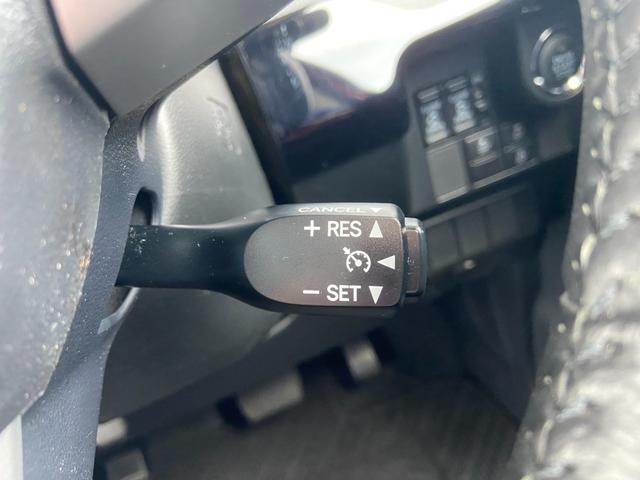 CANCEL ▼
+ RES ▲
◀
− SET ▼